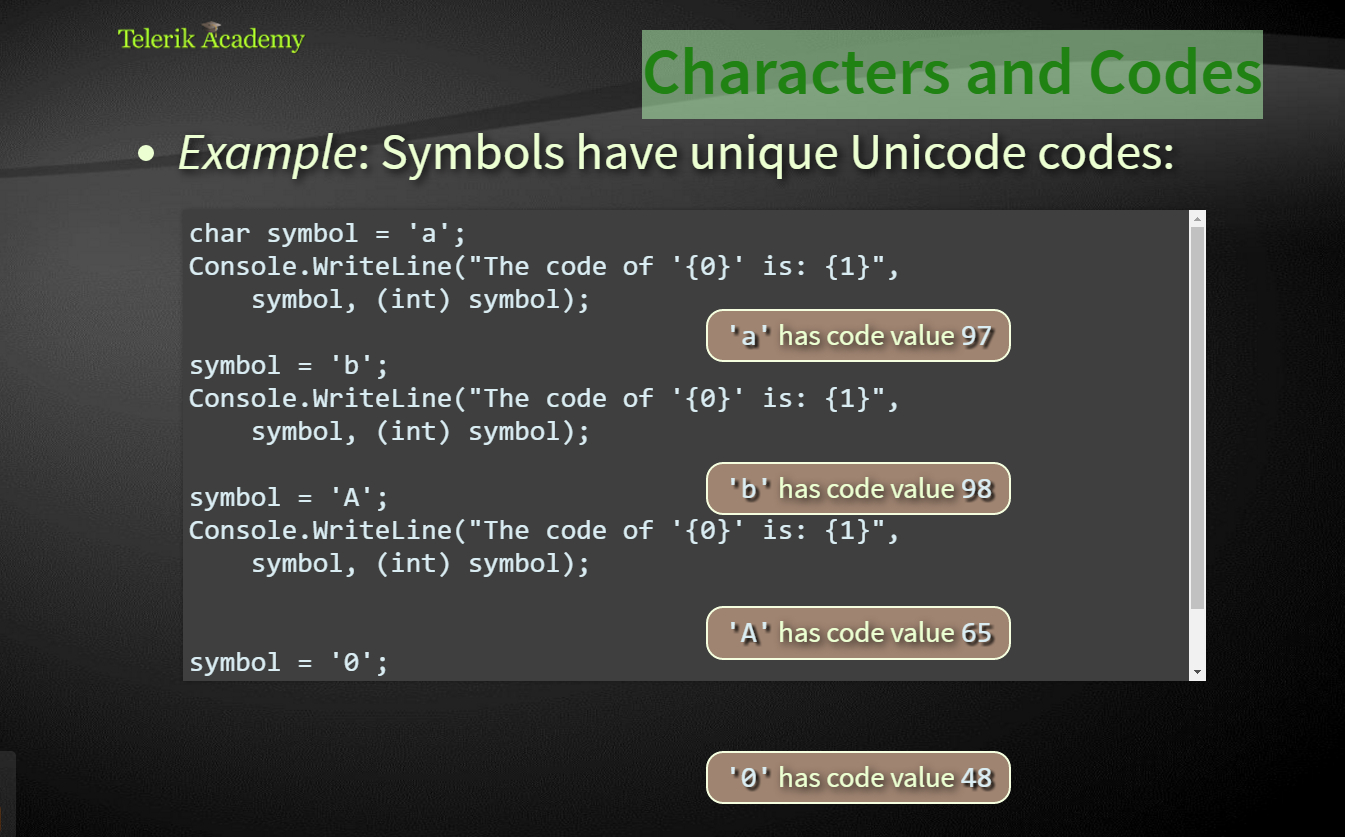 Telerik Academy
Characters and Codes
• Example: Symbols have unique Unicode codes:
char symbol = 'a';
Console.WriteLine("The code of '{0}' is: {1}",
    symbol, (int) symbol);
'a' has code value 97
symbol = 'b';
Console.WriteLine("The code of '{0}' is: {1}",
    symbol, (int) symbol);
'b' has code value 98
symbol = 'A';
Console.WriteLine("The code of '{0}' is: {1}",
    symbol, (int) symbol);
'A' has code value 65
symbol = '0';
'0' has code value 48